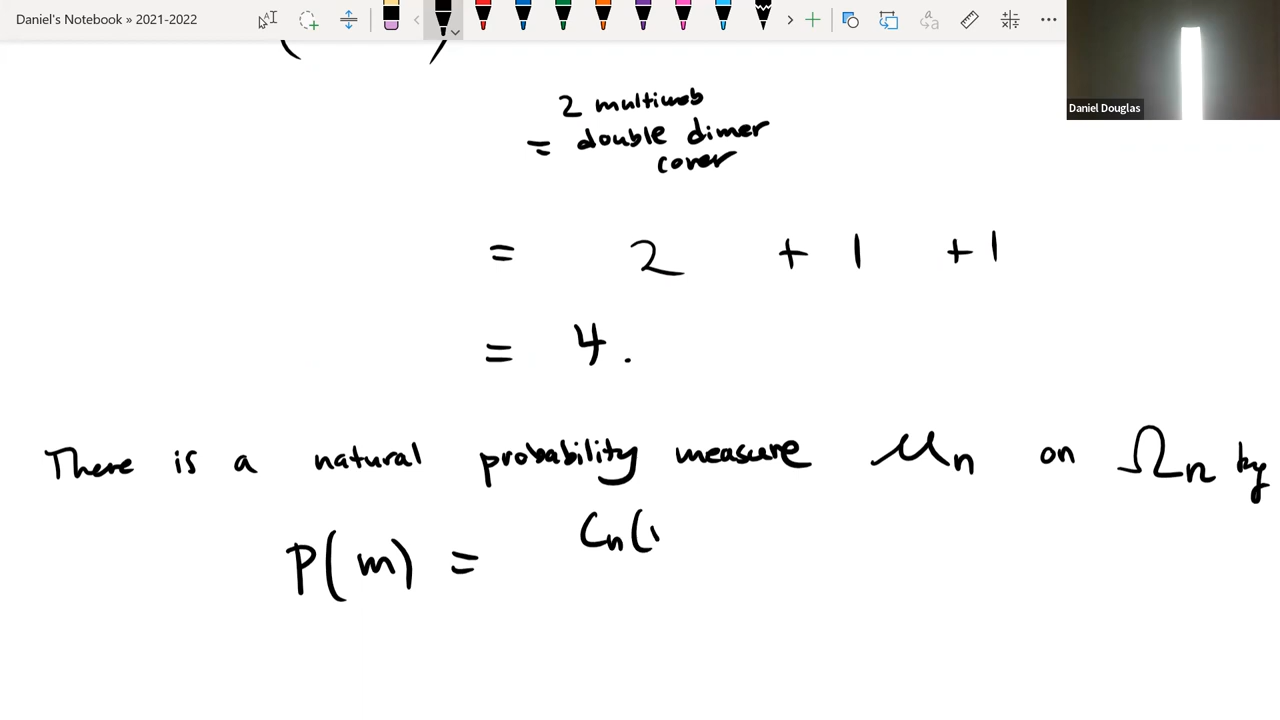 Daniel's Notebook » 2021-2022
Daniel Douglas
2 multiweb
= double dimer
cover
= 2 + 1 + 1
= 4.
There is a natural probability measure μn on Ωn by
P(m) = Cn(